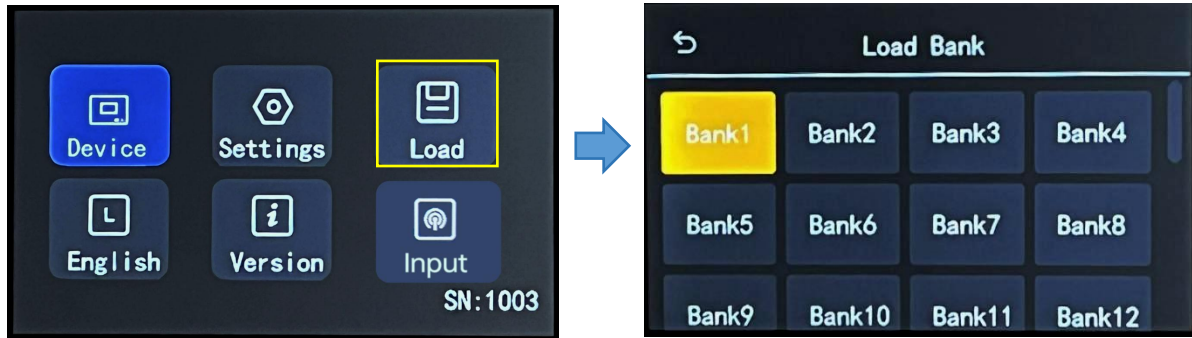 Device Settings Load
English Version Input
SN:1003
Load Bank
Bank1 Bank2 Bank3 Bank4
Bank5 Bank6 Bank7 Bank8
Bank9 Bank10 Bank11 Bank12